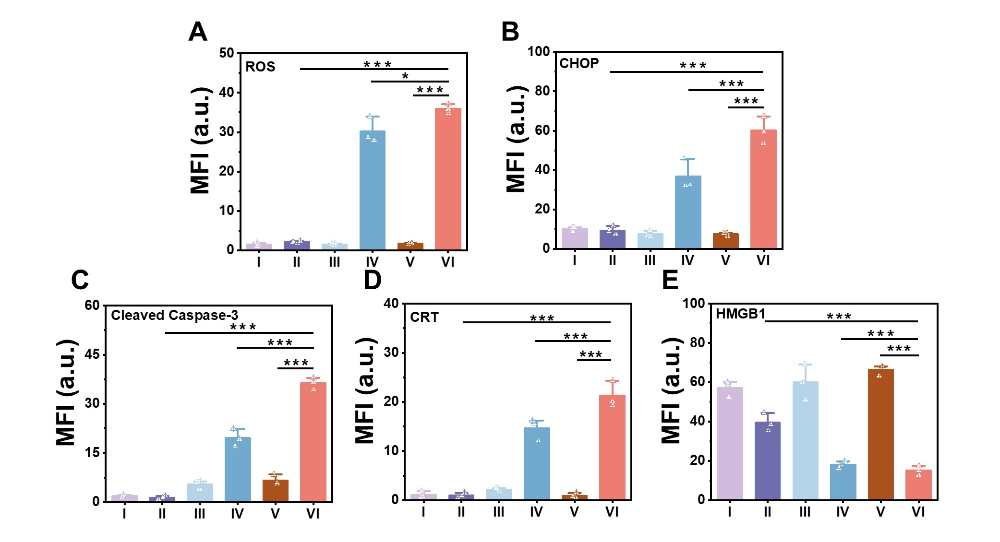 A
MFI (a.u.)
50
40
30
20
10
0
ROS
***
*
***
I II III IV V VI
B
MFI (a.u.)
100
80
60
40
20
0
CHOP
***
***
***
I II III IV V VI
C
MFI (a.u.)
60
45
30
15
0
Cleaved Caspase-3
***
***
***
I II III IV V VI
D
MFI (a.u.)
40
30
20
10
0
CRT
***
***
***
I II III IV V VI
E
MFI (a.u.)
100
80
60
40
20
0
HMGB1
***
***
***
I II III IV V VI